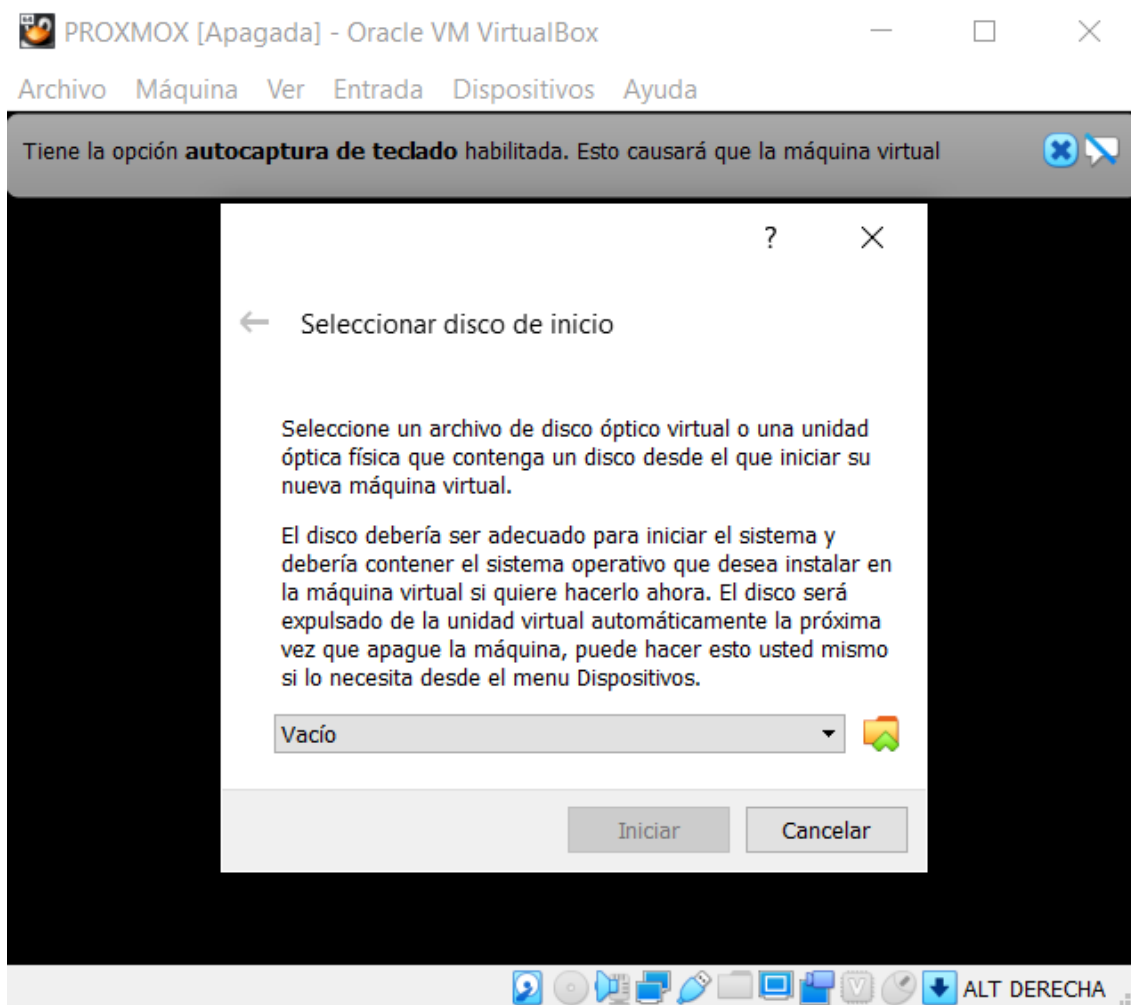 PROXMOX [Apagada] - Oracle VM VirtualBox
Archivo Máquina Ver Entrada Dispositivos Ayuda
Tiene la opción autocaptura de teclado habilitada. Esto causará que la máquina virtual
?
Seleccionar disco de inicio
Seleccione un archivo de disco óptico virtual o una unidad
óptica física que contenga un disco desde el que iniciar su
nueva máquina virtual.
El disco debería ser adecuado para iniciar el sistema y
debería contener el sistema operativo que desea instalar en
la máquina virtual si quiere hacerlo ahora. El disco será
expulsado de la unidad virtual automáticamente la próxima
vez que apague la máquina, puede hacer esto usted mismo
si lo necesita desde el menu Dispositivos.
Vacío
Iniciar Cancelar
ALT DERECHA